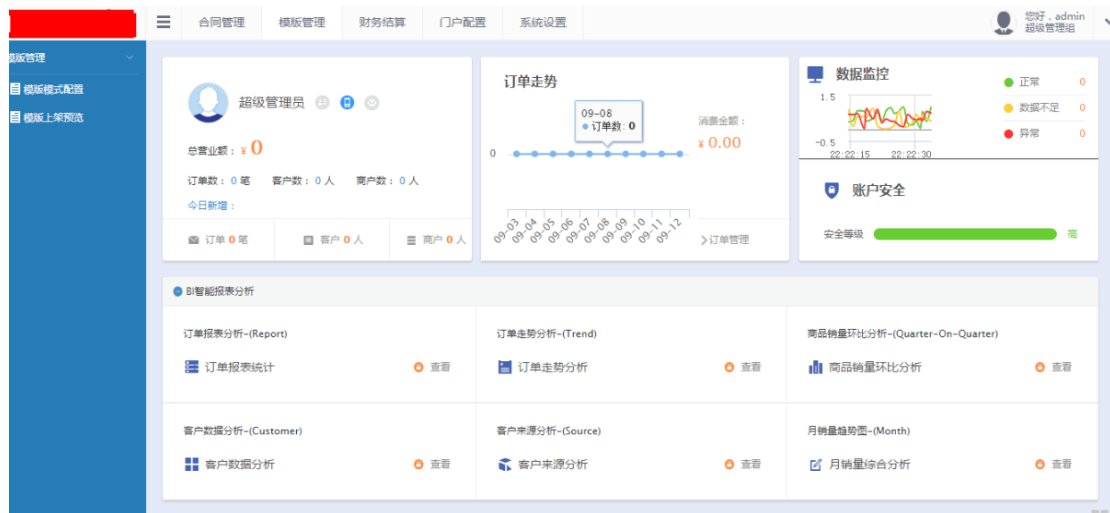 合同管理 模版管理 财务结算 门户配置 系统设置
您好，admin
超级管理组
模版管理
模版模式配置
模版上架预览
超级管理员
总营业额：¥ 0
订单数：0 笔 客户数：0 人 商户数：0 人
今日新增：
订单 0 笔 客户 0 人 商户 0 人
订单走势
09-08
订单数: 0
0
消费金额：
¥ 0.00
09-03 09-04 09-05 09-06 09-07 09-08 09-09 09-10 09-11 09-12
订单管理
数据监控
1.5
-0.5
22:22:15 22:22:30
正常 0
数据不足 0
异常 0
账户安全
安全等级 高
BI智能报表分析
订单报表分析-(Report)
订单报表统计 查看
订单走势分析-(Trend)
订单走势分析 查看
商品销量环比分析-(Quarter-On-Quarter)
商品销量环比分析 查看
客户数据分析-(Customer)
客户数据分析 查看
客户来源分析-(Source)
客户来源分析 查看
月销量趋势图-(Month)
月销量综合分析 查看